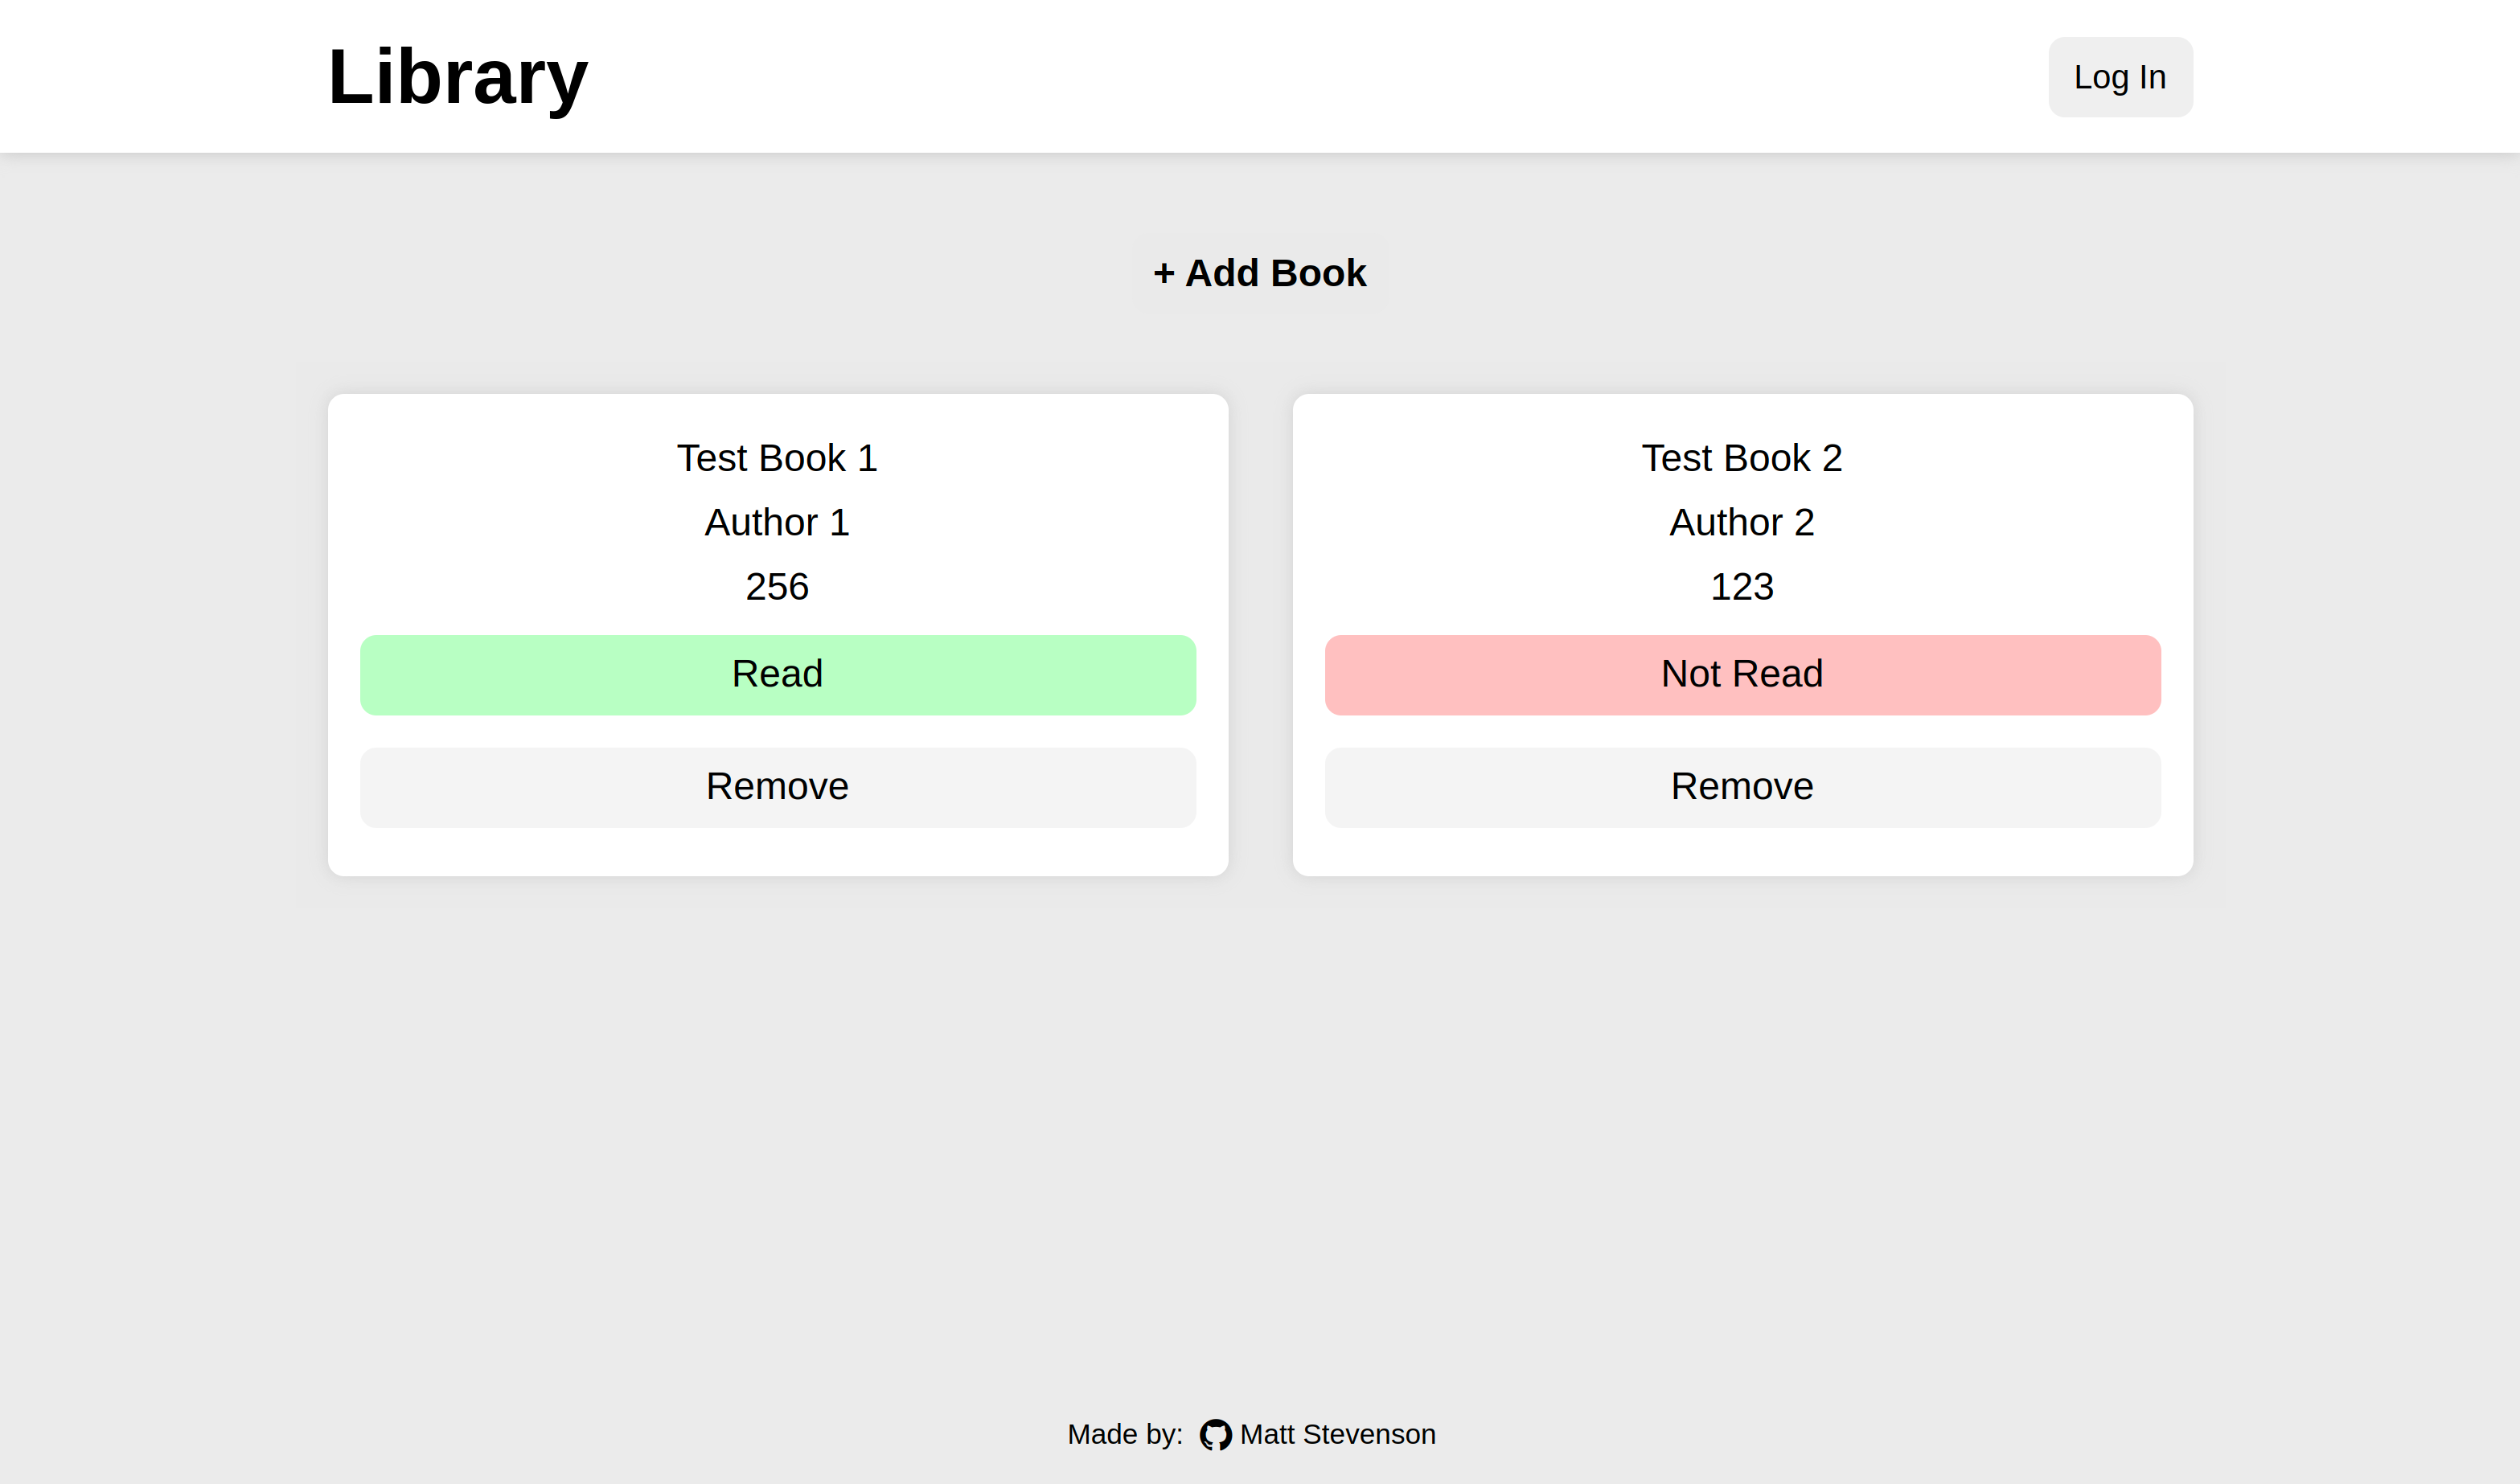 Library
Log In
+ Add Book
Test Book 1
Author 1
256
Read
Remove
Test Book 2
Author 2
123
Not Read
Remove
Made by: Matt Stevenson